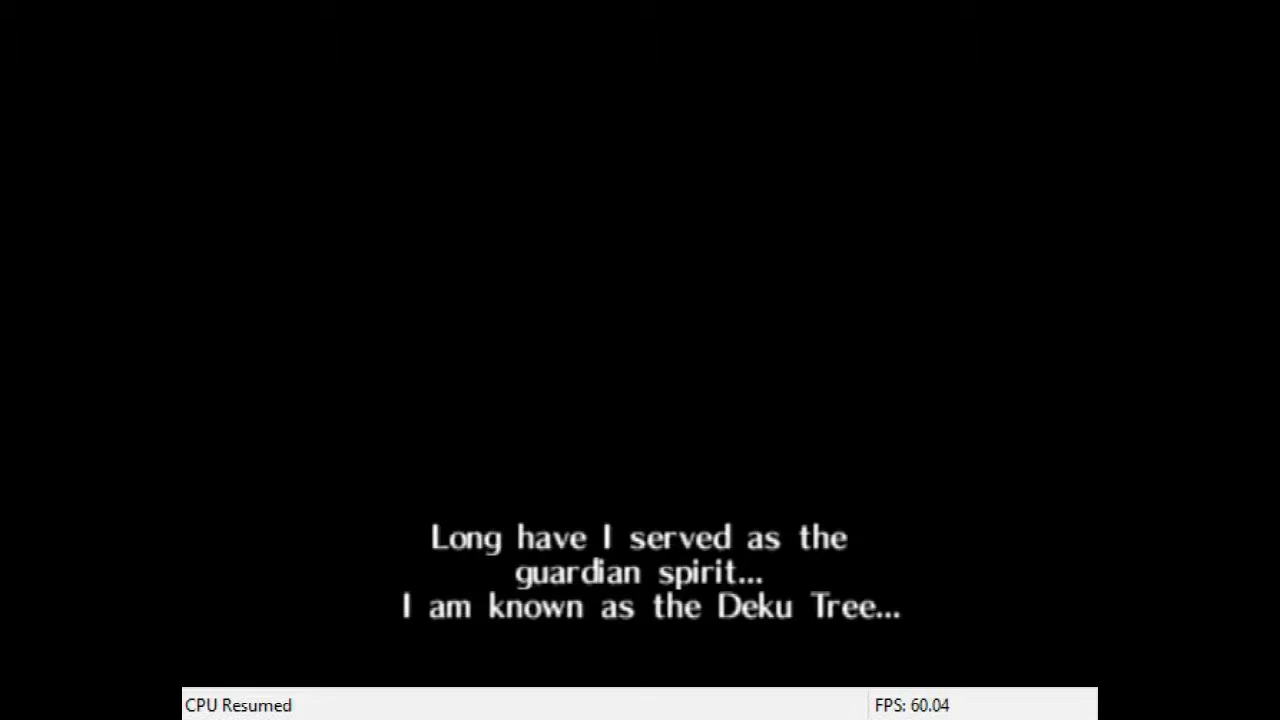 Long have I served as the
guardian spirit...
I am known as the Deku Tree...
CPU Resumed
FPS: 60.04